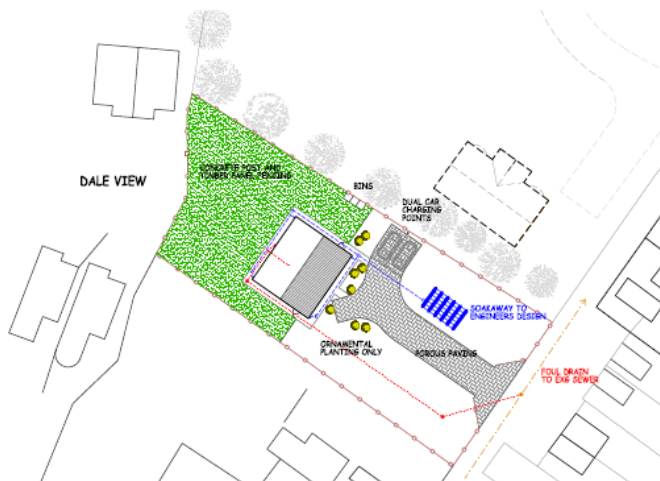 CONCRETE POST AND
TIMBER PANEL FENCING
DALE VIEW
BINS
DUAL CAR
CHARGING
POINTS
SOAKAWAY TO
ENGINEERS DESIGN
ORNAMENTAL
PLANTING ONLY
POROUS PAVING
FOUL DRAIN
TO EXG SEWER